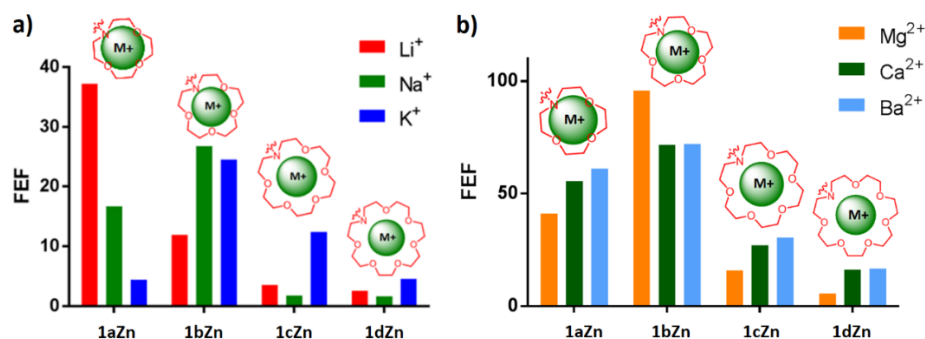 a)
Li⁺
Na⁺
K⁺
FEF
40
30
20
10
0
M+
M+
M+
M+
1aZn
1bZn
1cZn
1dZn
b)
Mg²⁺
Ca²⁺
Ba²⁺
FEF
100
50
0
M+
M+
M+
M+
1aZn
1bZn
1cZn
1dZn